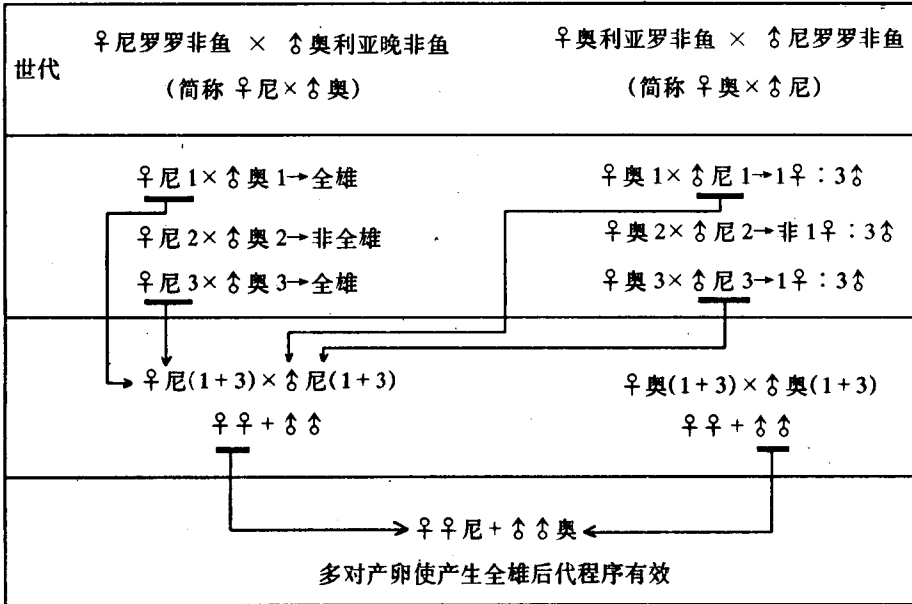 世代
♀尼罗罗非鱼 × ♂奥利亚晚非鱼
(简称 ♀尼×♂奥)
♀奥利亚罗非鱼 × ♂尼罗罗非鱼
(简称 ♀奥×♂尼)
♀尼1×♂奥1→全雄
♀尼2×♂奥2→非全雄
♀尼3×♂奥3→全雄
♀奥1×♂尼1→1♀:3♂
♀奥2×♂尼2→非1♀:3♂
♀奥3×♂尼3→1♀:3♂
♀尼(1+3)×♂尼(1+3)
♀♀+♂♂
♀奥(1+3)×♂奥(1+3)
♀♀+♂♂
♀♀尼+♂♂奥
多对产卵使产生全雄后代程序有效